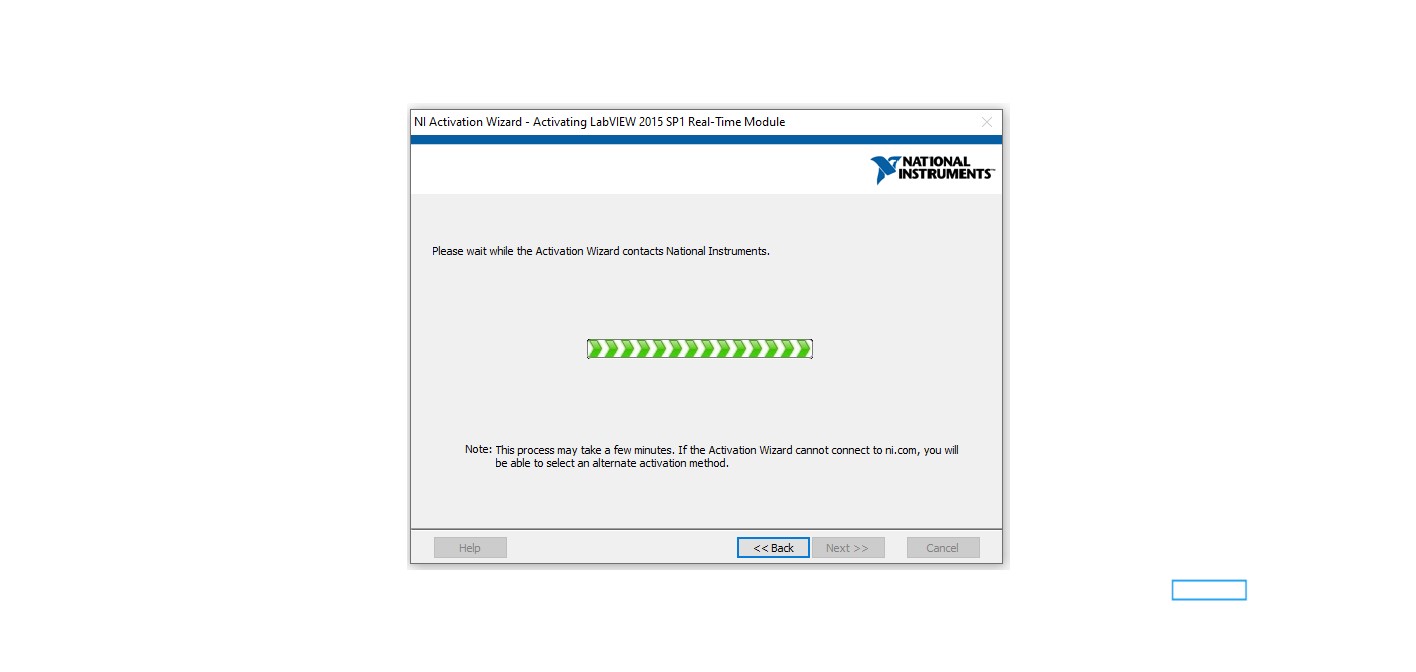 NI Activation Wizard - Activating LabVIEW 2015 SP1 Real-Time Module
NATIONAL
INSTRUMENTS™
Please wait while the Activation Wizard contacts National Instruments.
Note: This process may take a few minutes. If the Activation Wizard cannot connect to ni.com, you will
be able to select an alternate activation method.
Help
<< Back
Next >>
Cancel